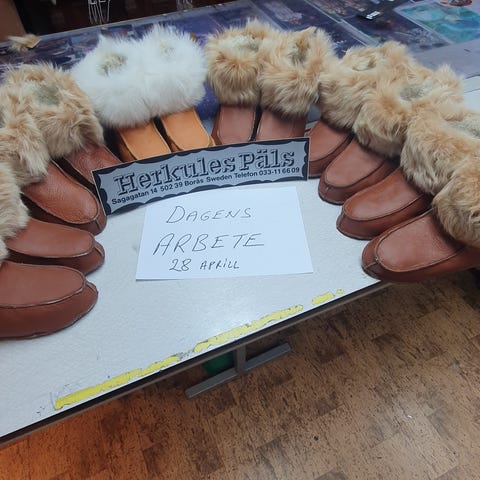 Herkules Päls
Sagagatan 14 502 39 Borås Sweden Telefon 033-11 66 09
DAGENS
ARBETE
28 APRILL